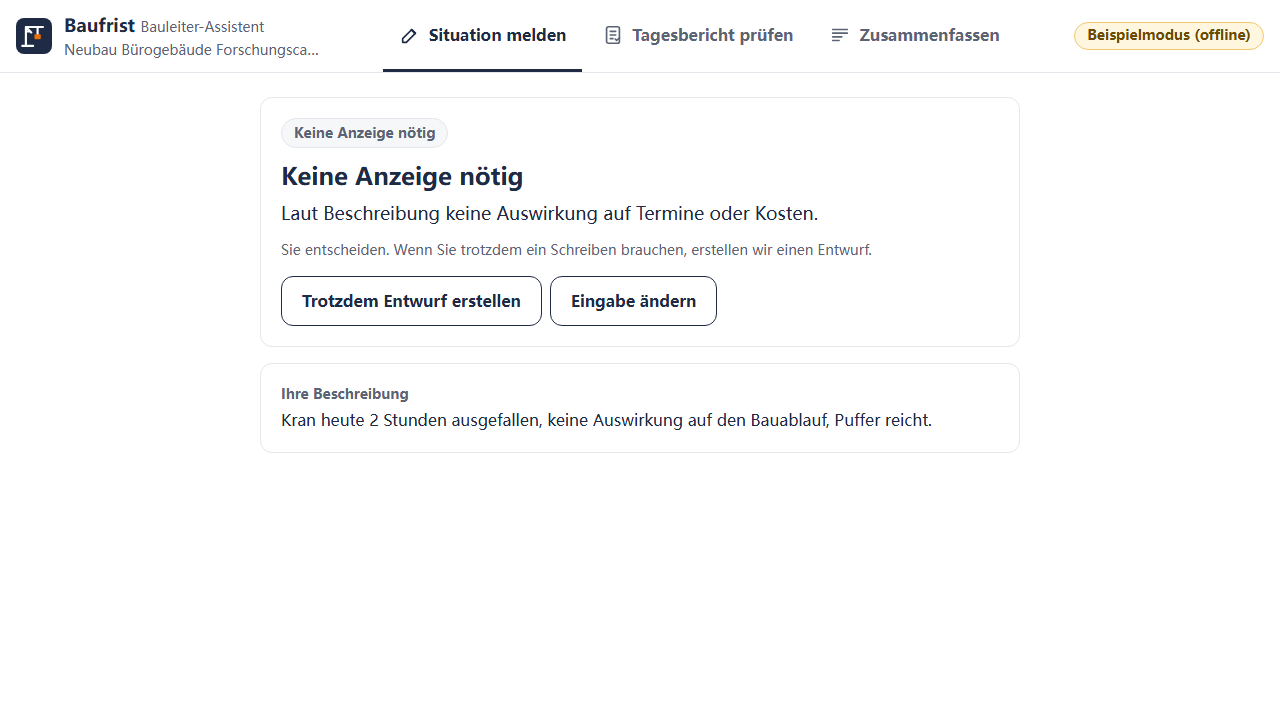 Baufrist Bauleiter-Assistent
Neubau Bürogebäude Forschungsca...
Situation melden
Tagesbericht prüfen
Zusammenfassen
Beispielmodus (offline)
Keine Anzeige nötig
Keine Anzeige nötig
Laut Beschreibung keine Auswirkung auf Termine oder Kosten.
Sie entscheiden. Wenn Sie trotzdem ein Schreiben brauchen, erstellen wir einen Entwurf.
Trotzdem Entwurf erstellen
Eingabe ändern
Ihre Beschreibung
Kran heute 2 Stunden ausgefallen, keine Auswirkung auf den Bauablauf, Puffer reicht.